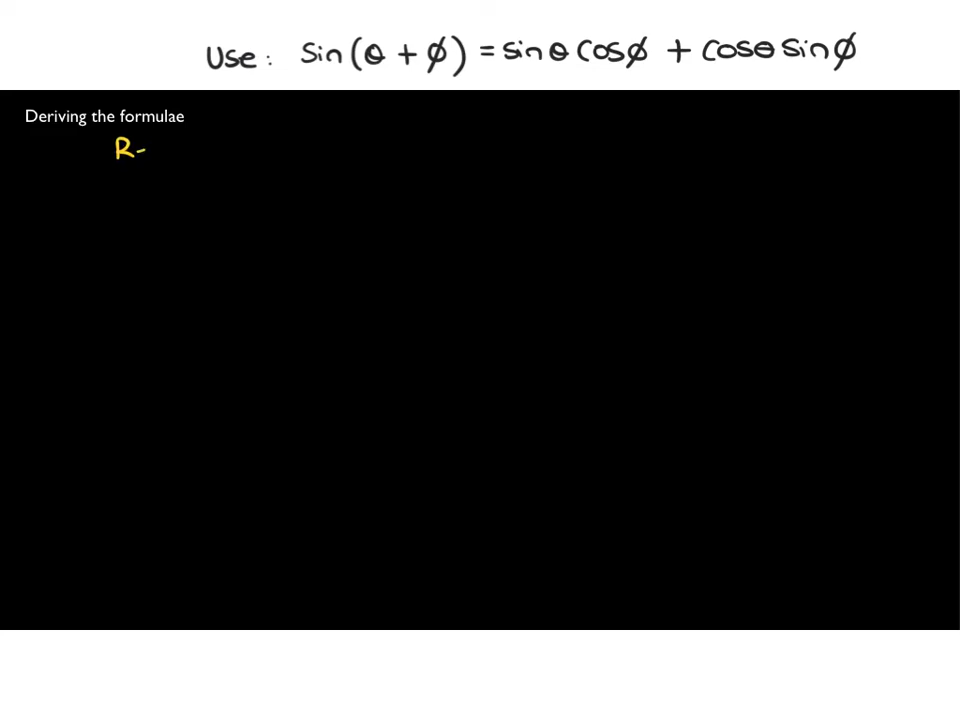 Use: Sin(θ + φ) = sinθ cosφ + cosθ sinφ
Deriving the formulae
R-